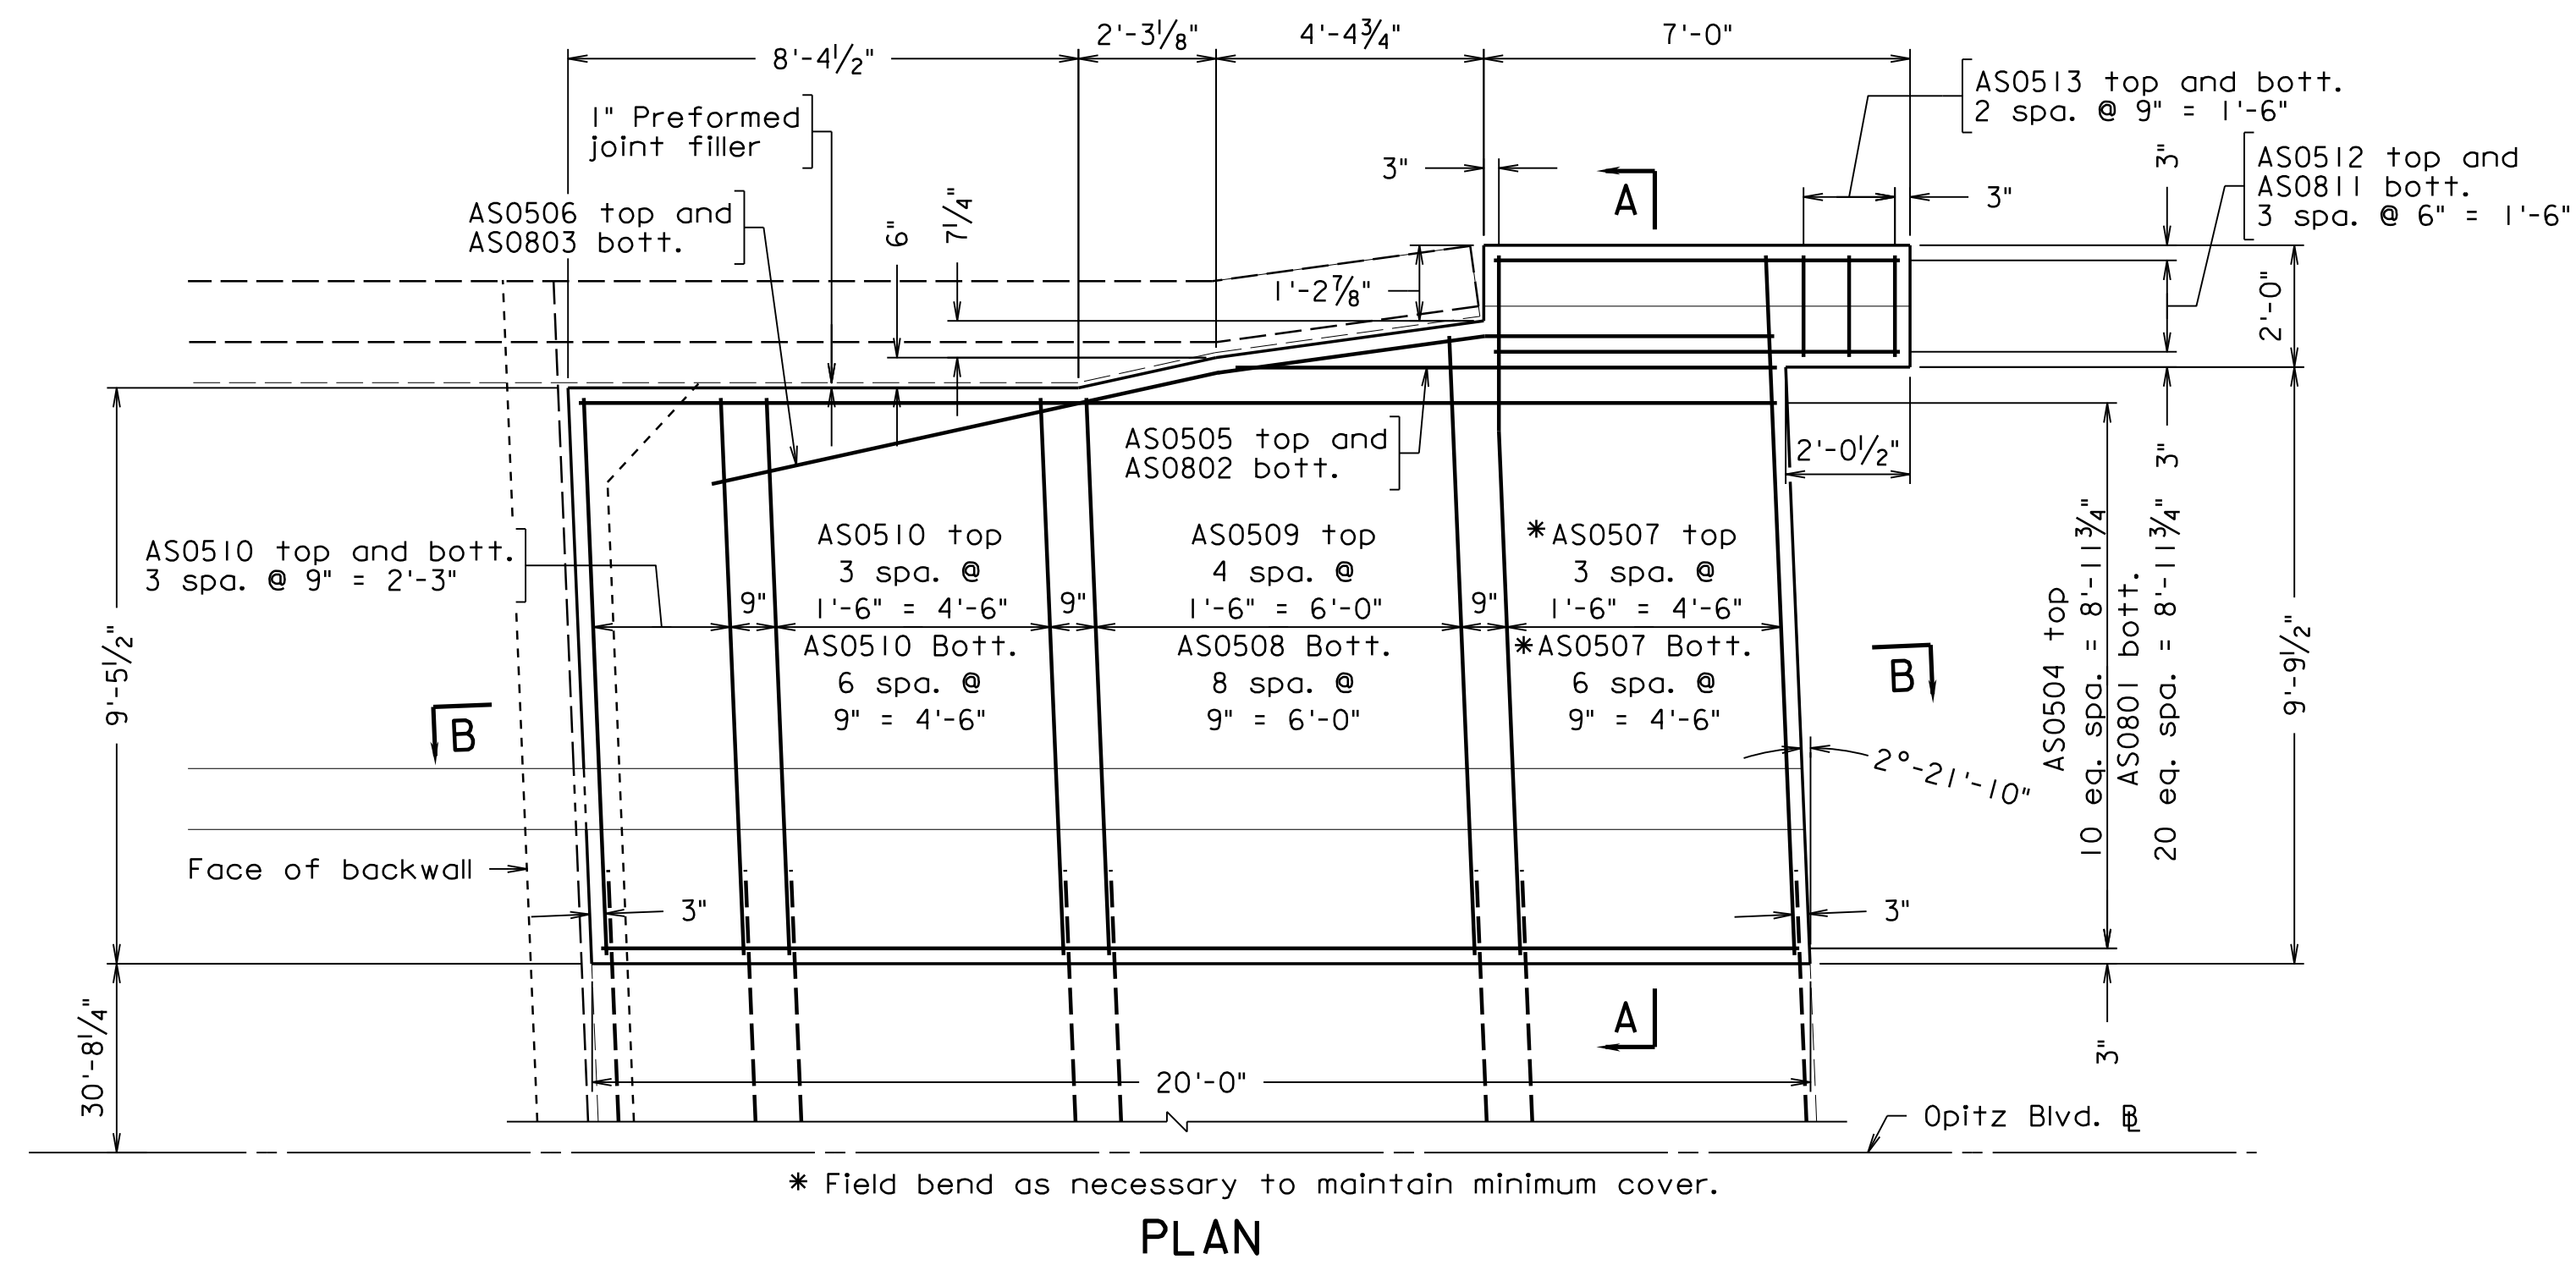 8'-4½"
2'-3⅛"
4'-4¾"
7'-0"
AS0513 top and bott.
2 spa. @ 9" = 1'-6"
1" Preformed
joint filler
3"
A
3"
3"
AS0512 top and
AS0811 bott.
3 spa. @ 6" = 1'-6"
AS0506 top and
AS0803 bott.
6"
7¼"
1'-2⅞"
2'-0"
AS0505 top and
AS0802 bott.
2'-0½"
3"
AS0510 top and bott.
3 spa. @ 9" = 2'-3"
9"
AS0510 top
3 spa. @
1'-6" = 4'-6"
AS0510 Bott.
6 spa. @
9" = 4'-6"
9"
AS0509 top
4 spa. @
1'-6" = 6'-0"
AS0508 Bott.
8 spa. @
9" = 6'-0"
9"
*AS0507 top
3 spa. @
1'-6" = 4'-6"
*AS0507 Bott.
6 spa. @
9" = 4'-6"
AS0504 top
10 eq. spa. = 8'-11¾"
AS0801 bott.
20 eq. spa. = 8'-11¾"
9'-5½"
9'-9½"
B
B
2°-21'-10"
Face of backwall
3"
3"
A
3"
30'-8¼"
20'-0"
Opitz Blvd. BL
* Field bend as necessary to maintain minimum cover.
PLAN